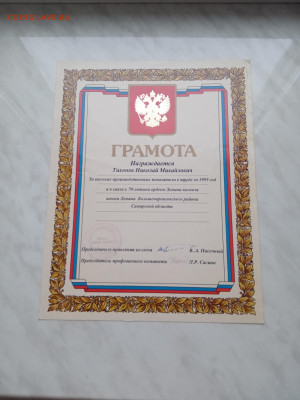 ГРАМОТА
Награждается
Тихонов Николай Михайлович
За высокие производственные показатели в труде за 1995 год
и в связи с 70-летием ордена Ленина колхоза
имени Ленина Большечерниговского района
Самарской области
Председатель правления колхоза
Председатель профсоюзного комитета